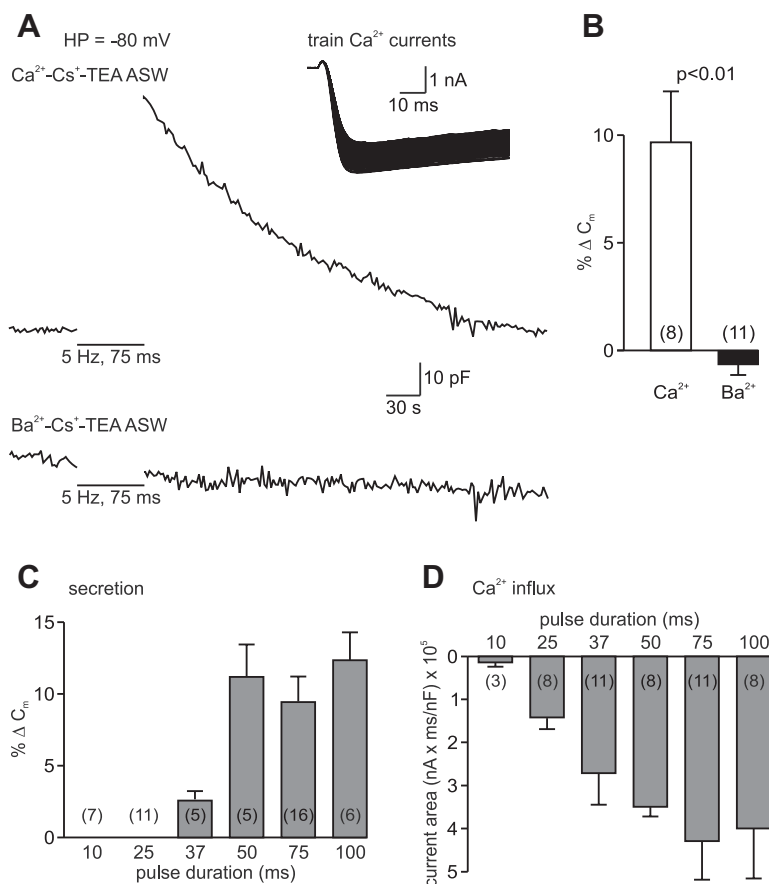 A
HP = -80 mV
Ca²⁺-Cs⁺-TEA ASW
train Ca²⁺ currents
1 nA
10 ms
5 Hz, 75 ms
10 pF
30 s
Ba²⁺-Cs⁺-TEA ASW
5 Hz, 75 ms
B
p<0.01
% Δ Cₘ
10
5
0
(8)
(11)
Ca²⁺
Ba²⁺
C
secretion
% Δ Cₘ
15
10
5
0
(7)
(11)
(5)
(5)
(16)
(6)
10
25
37
50
75
100
pulse duration (ms)
D
Ca²⁺ influx
pulse duration (ms)
10
25
37
50
75
100
current area (nA x ms/nF) x 10⁵
0
1
2
3
4
5
(3)
(8)
(11)
(8)
(11)
(8)